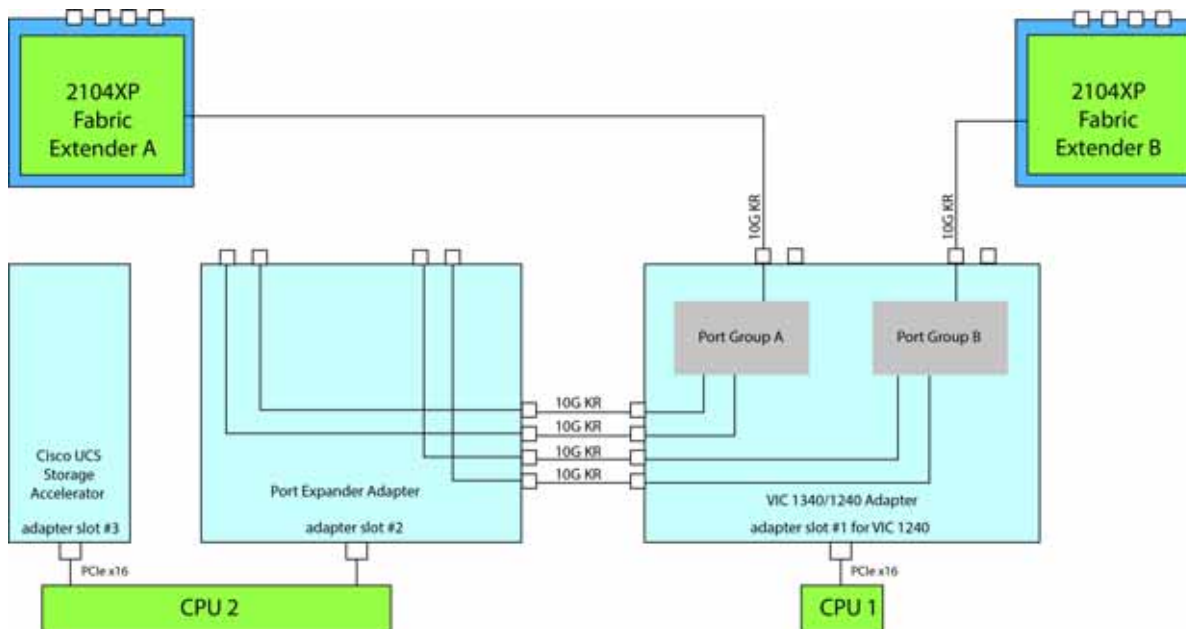 2104XP
Fabric
Extender A
2104XP
Fabric
Extender B
10G KR
10G KR
Port Group A
Port Group B
10G KR
10G KR
10G KR
10G KR
Cisco UCS
Storage
Accelerator
adapter slot #3
Port Expander Adapter
adapter slot #2
VIC 1340/1240 Adapter
adapter slot #1 for VIC 1240
PCIe x16
PCIe x16
CPU 2
CPU 1